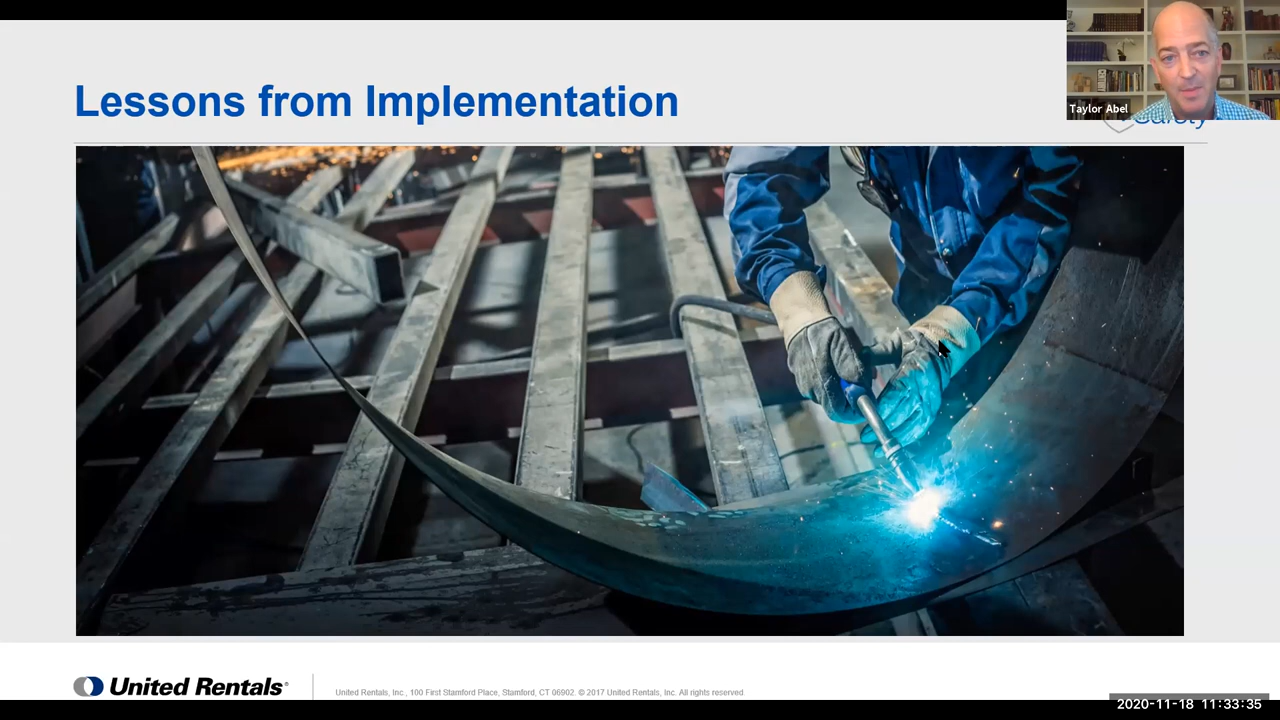 Lessons from Implementation
Taylor Abel
Safety
United Rentals®
United Rentals, Inc., 100 First Stamford Place, Stamford, CT 06902. © 2017 United Rentals, Inc. All rights reserved.
2020-11-18 11:33:35